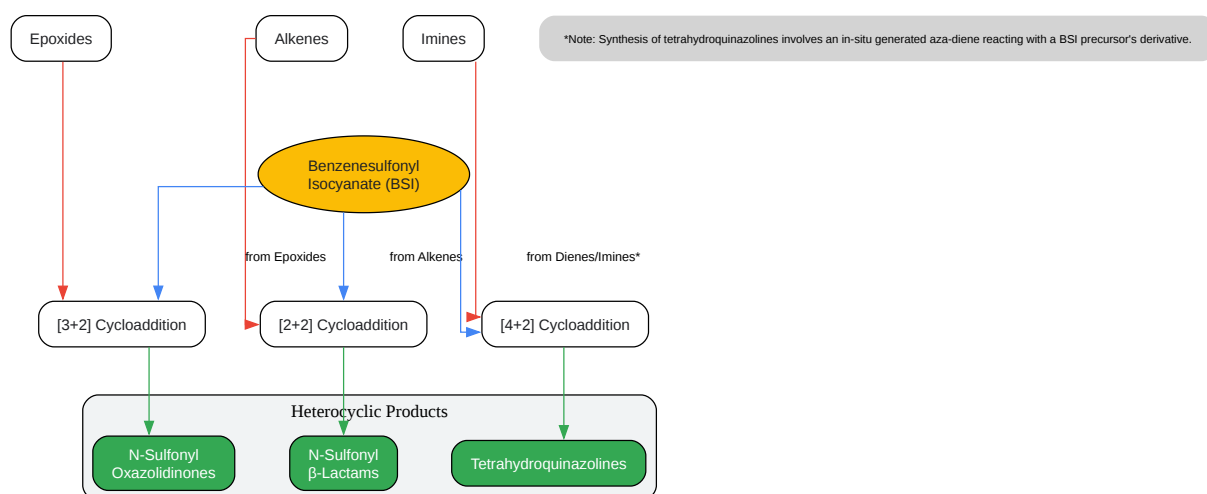 Epoxides
Alkenes
Imines
*Note: Synthesis of tetrahydroquinazolines involves an in-situ generated aza-diene reacting with a BSI precursor's derivative.
Benzenesulfonyl
Isocyanate (BSI)
from Epoxides
from Alkenes
from Dienes/Imines*
[3+2] Cycloaddition
[2+2] Cycloaddition
[4+2] Cycloaddition
Heterocyclic Products
N-Sulfonyl
Oxazolidinones
N-Sulfonyl
β-Lactams
Tetrahydroquinazolines